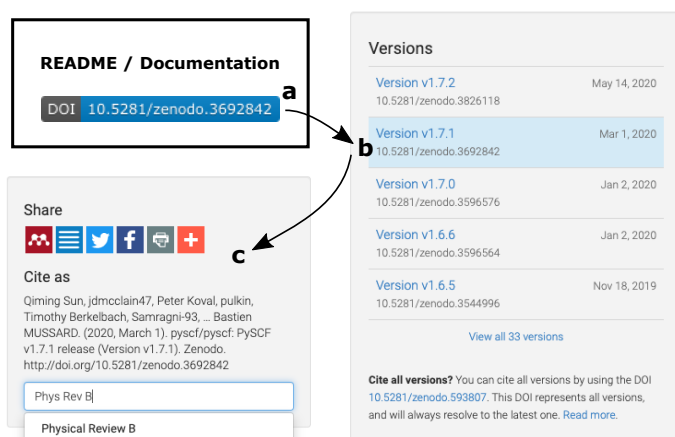 README / Documentation
DOI 10.5281/zenodo.3692842
a
b
c
Share
f
Cite as
Qiming Sun, jdmcclain47, Peter Koval, pulkin,
Timothy Berkelbach, Samragni-93, ... Bastien
MUSSARD. (2020, March 1). pyscf/pyscf: PySCF
v1.7.1 release (Version v1.7.1). Zenodo.
http://doi.org/10.5281/zenodo.3692842
Phys Rev B
Physical Review B
Versions
Version v1.7.2 May 14, 2020
10.5281/zenodo.3826118
Version v1.7.1 Mar 1, 2020
10.5281/zenodo.3692842
Version v1.7.0 Jan 2, 2020
10.5281/zenodo.3596576
Version v1.6.6 Jan 2, 2020
10.5281/zenodo.3596564
Version v1.6.5 Nov 18, 2019
10.5281/zenodo.3544996
View all 33 versions
Cite all versions? You can cite all versions by using the DOI
10.5281/zenodo.593807. This DOI represents all versions,
and will always resolve to the latest one. Read more.